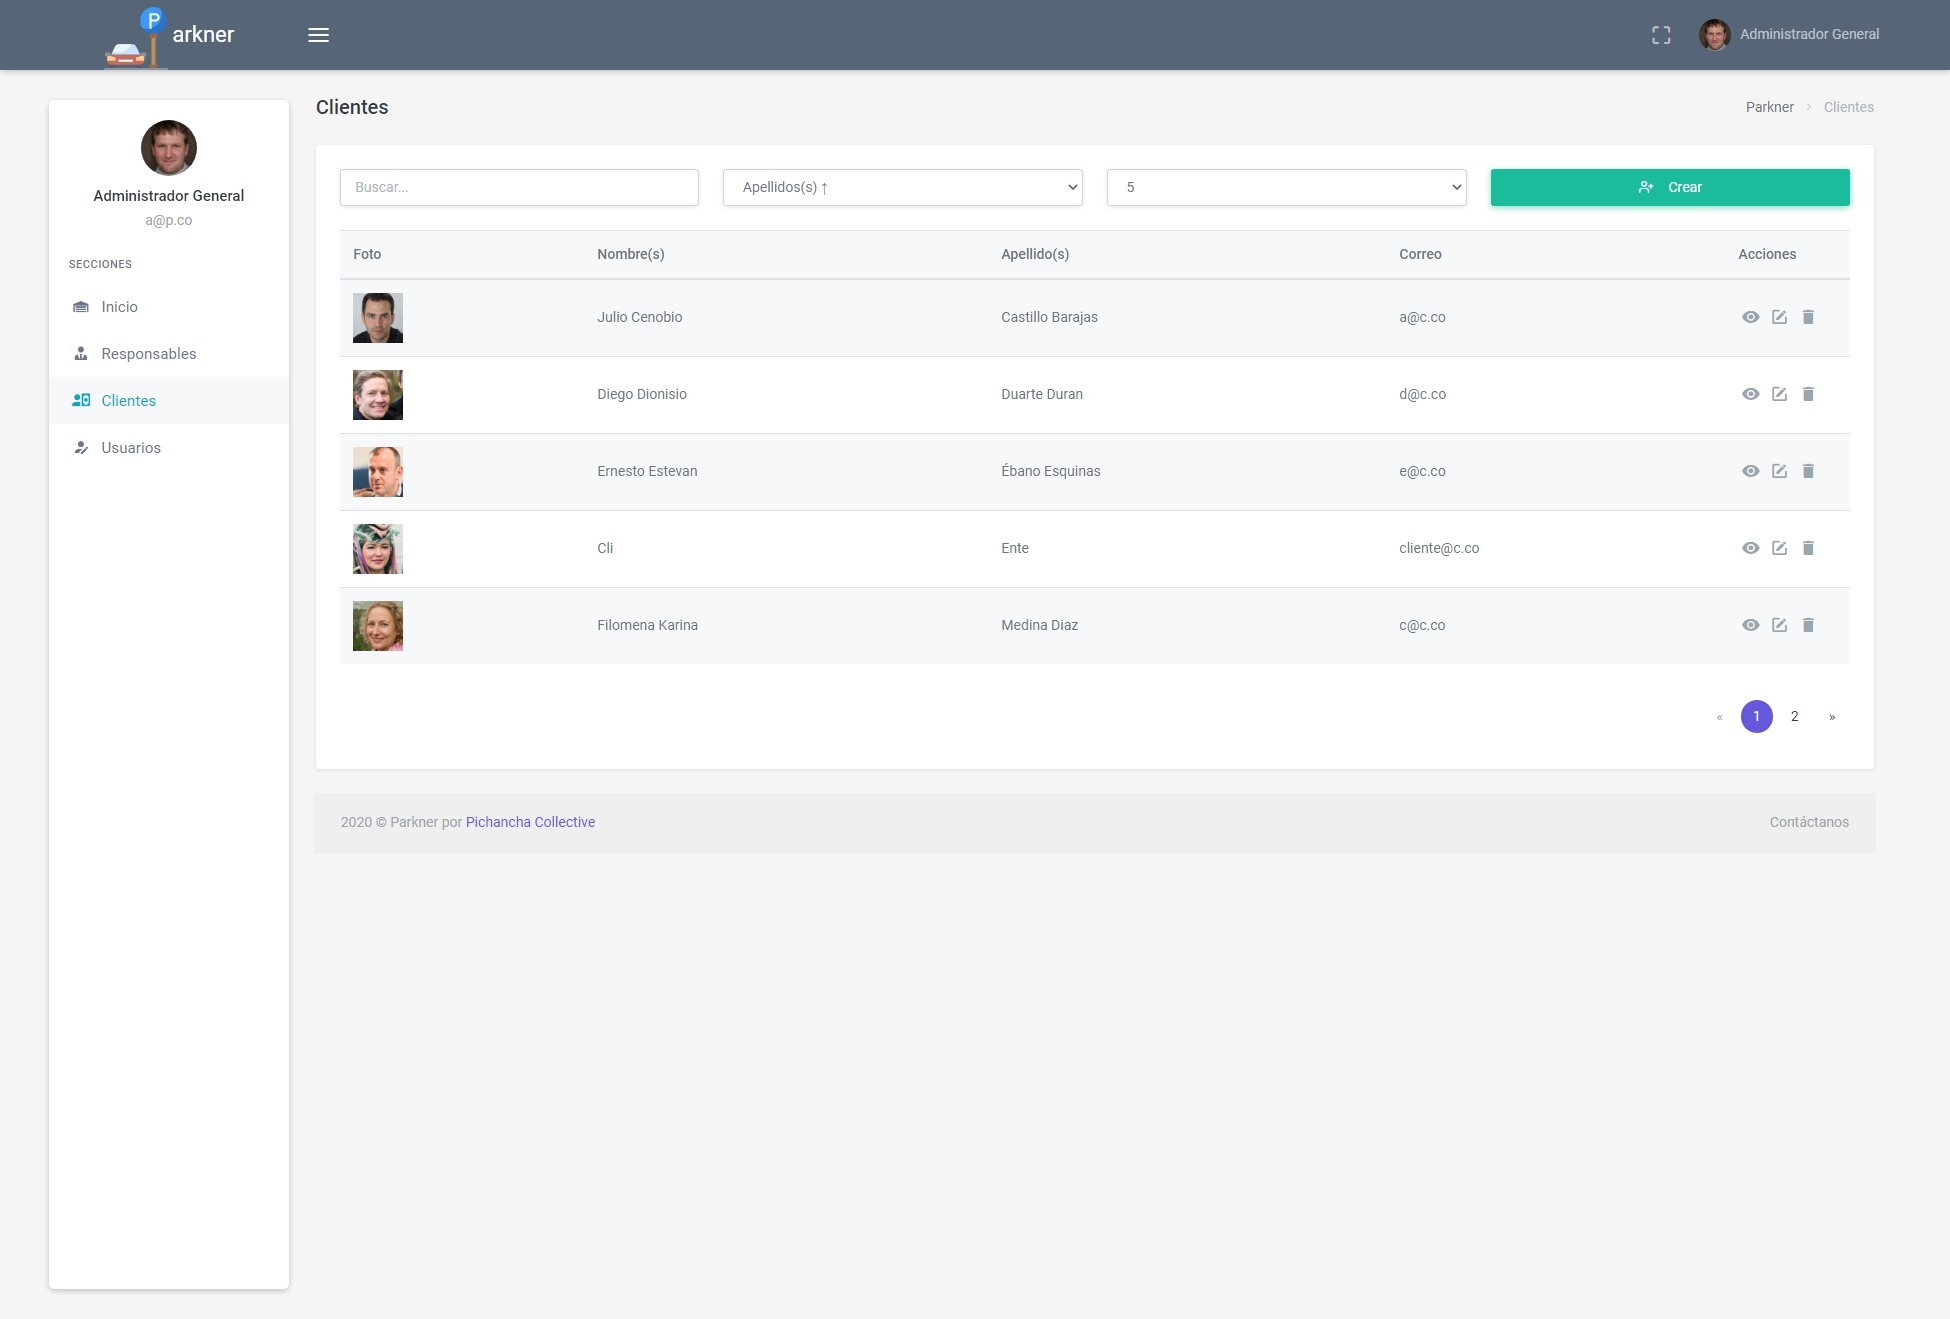 P arkner
Administrador General
Administrador General
a@p.co
SECCIONES
Inicio
Responsables
Clientes
Usuarios
Clientes
Parkner > Clientes
Buscar...
Apellidos(s) ↑
5
Crear
Foto Nombre(s) Apellido(s) Correo Acciones
Julio Cenobio Castillo Barajas a@c.co
Diego Dionisio Duarte Duran d@c.co
Ernesto Estevan Ébano Esquinas e@c.co
Cli Ente cliente@c.co
Filomena Karina Medina Diaz c@c.co
« 1 2 »
2020 © Parkner por Pichancha Collective
Contáctanos